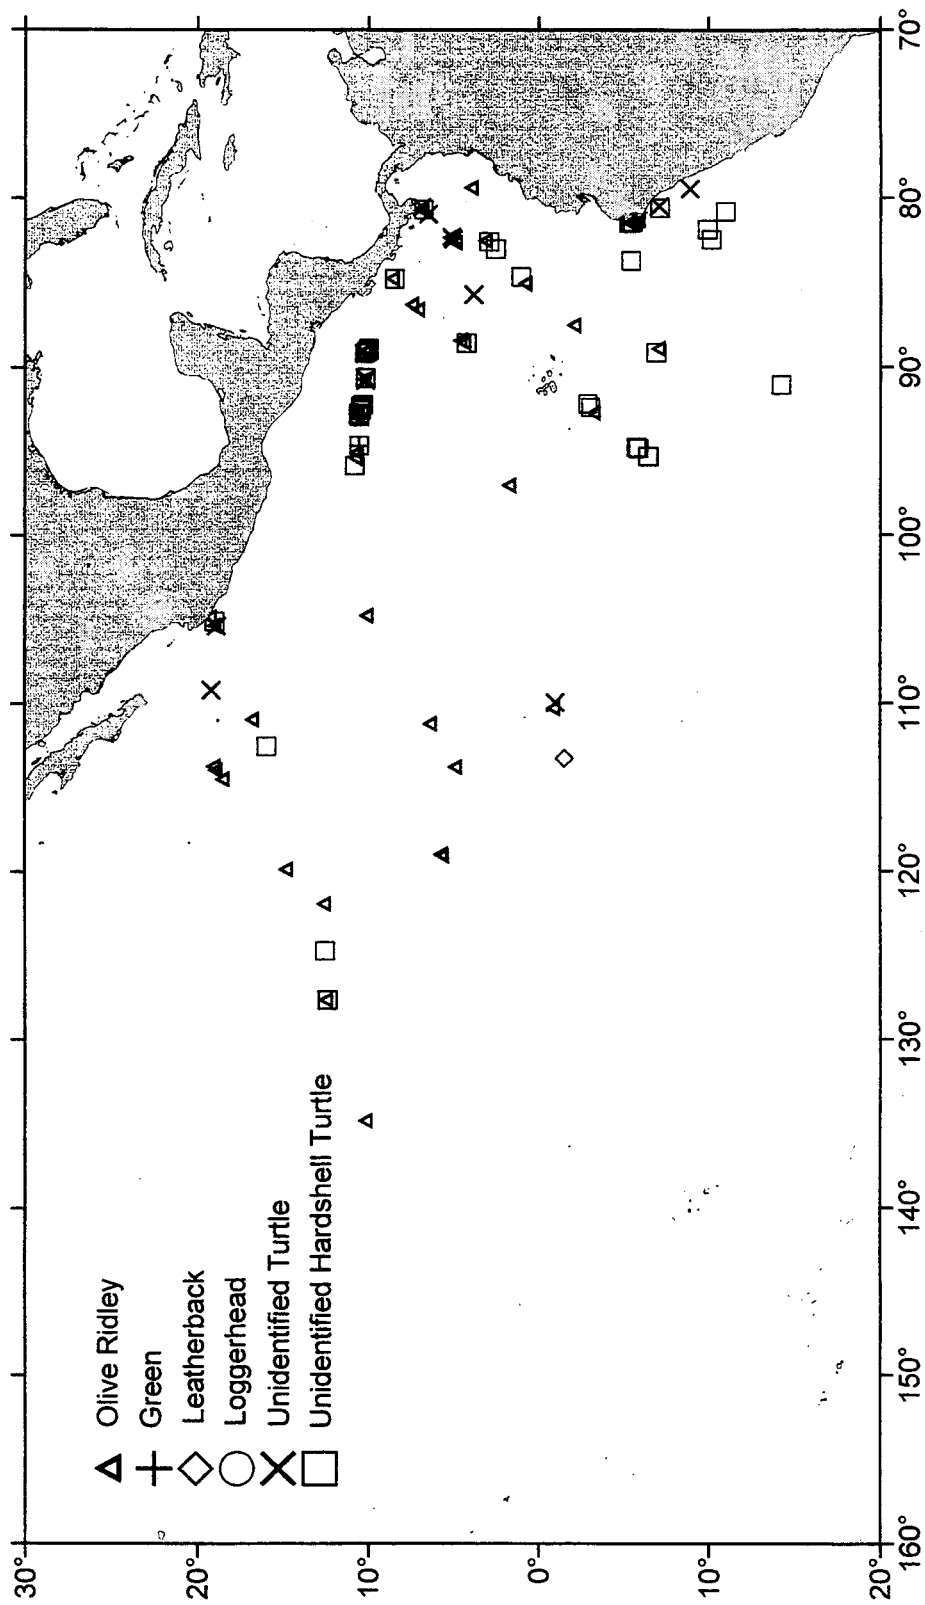 Olive Ridley
Green
Leatherback
Loggerhead
Unidentified Turtle
Unidentified Hardshell Turtle
30°
20°
10°
0°
10°
20°
160°
150°
140°
130°
120°
110°
100°
90°
80°
70°